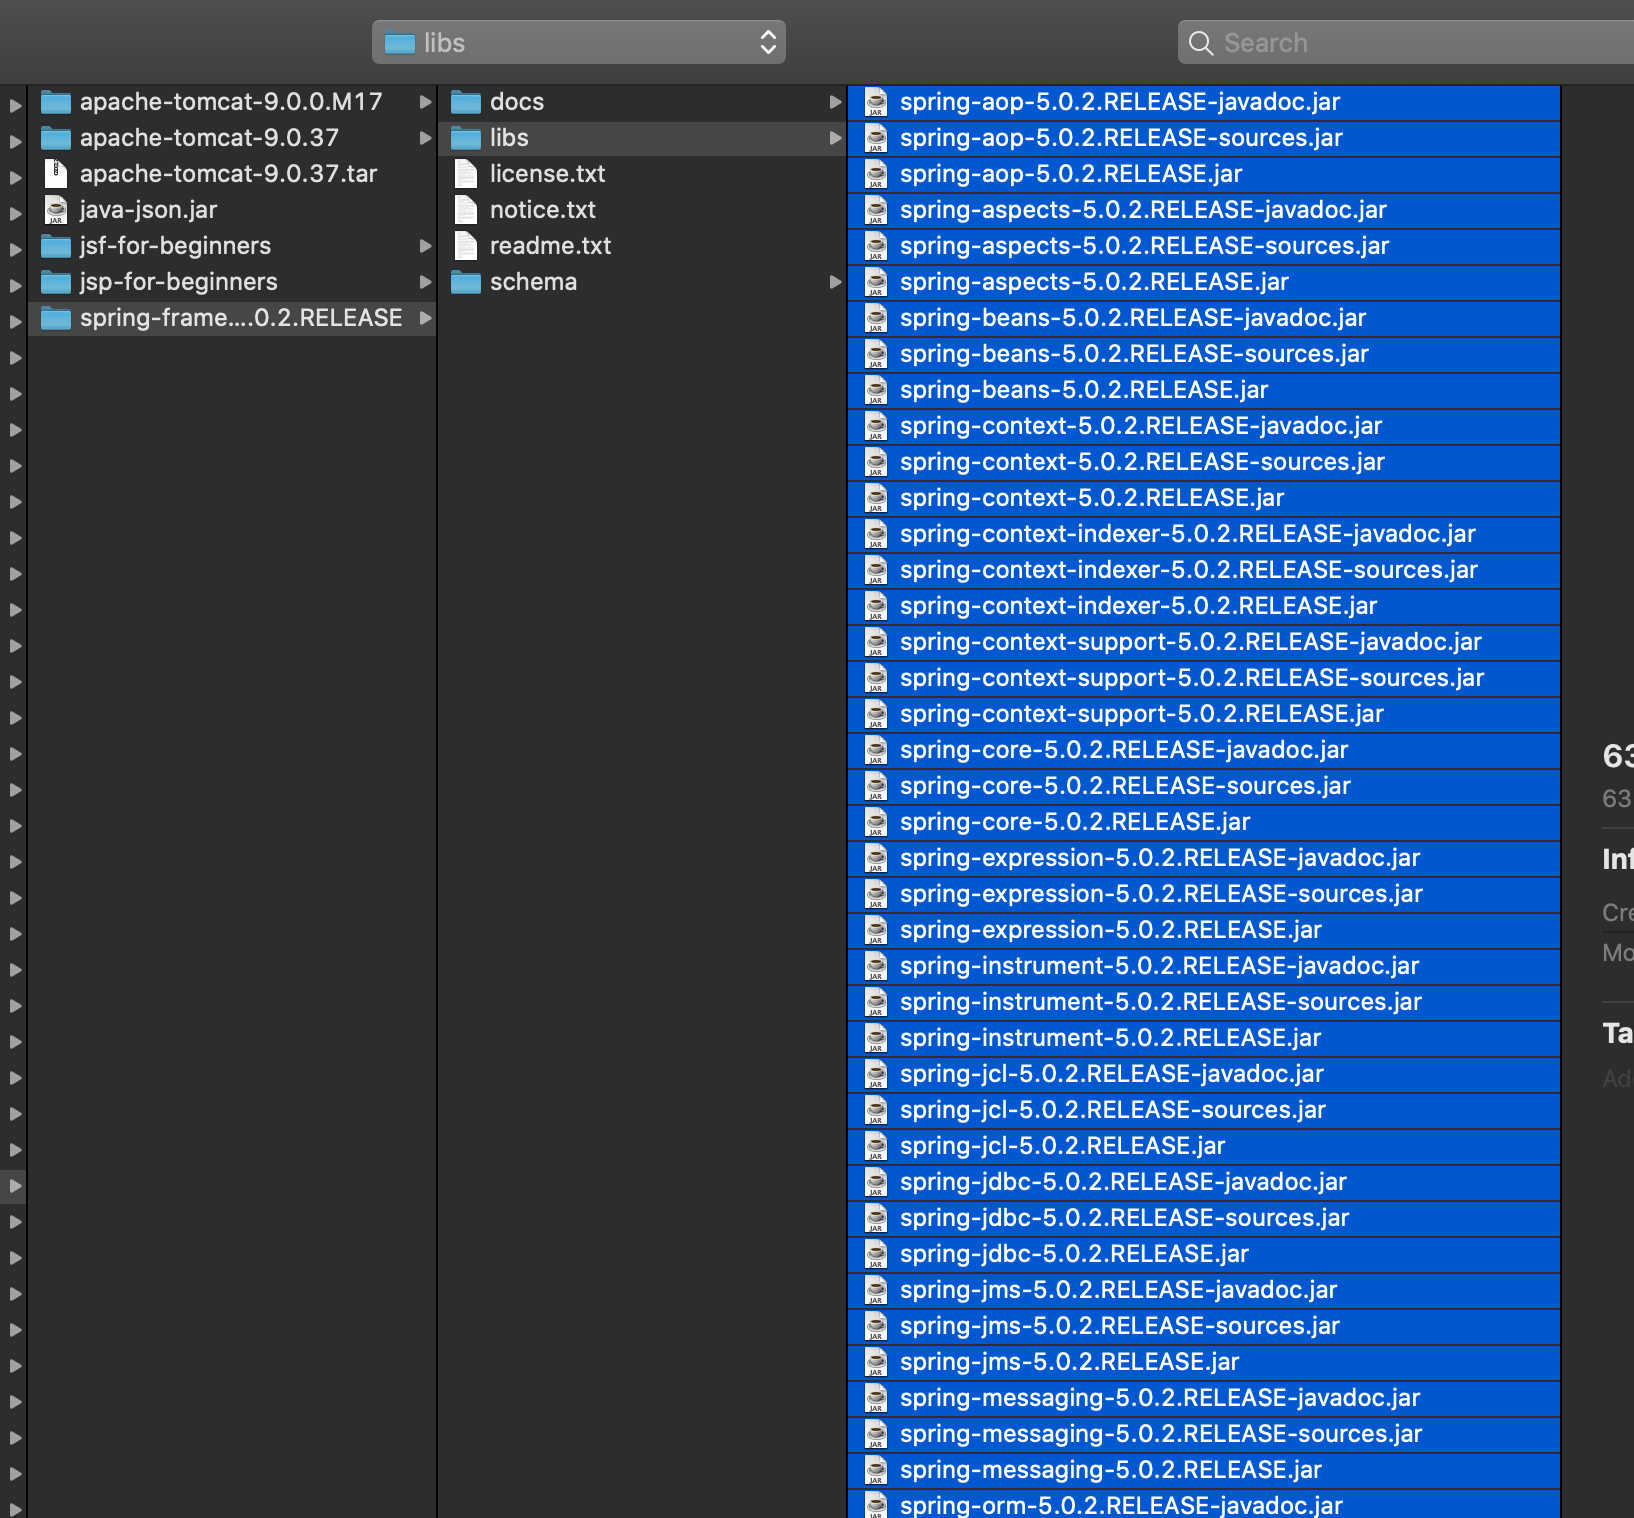 libs
Search
apache-tomcat-9.0.0.M17
apache-tomcat-9.0.37
apache-tomcat-9.0.37.tar
java-json.jar
jsf-for-beginners
jsp-for-beginners
spring-frame....0.2.RELEASE
docs
libs
license.txt
notice.txt
readme.txt
schema
spring-aop-5.0.2.RELEASE-javadoc.jar
spring-aop-5.0.2.RELEASE-sources.jar
spring-aop-5.0.2.RELEASE.jar
spring-aspects-5.0.2.RELEASE-javadoc.jar
spring-aspects-5.0.2.RELEASE-sources.jar
spring-aspects-5.0.2.RELEASE.jar
spring-beans-5.0.2.RELEASE-javadoc.jar
spring-beans-5.0.2.RELEASE-sources.jar
spring-beans-5.0.2.RELEASE.jar
spring-context-5.0.2.RELEASE-javadoc.jar
spring-context-5.0.2.RELEASE-sources.jar
spring-context-5.0.2.RELEASE.jar
spring-context-indexer-5.0.2.RELEASE-javadoc.jar
spring-context-indexer-5.0.2.RELEASE-sources.jar
spring-context-indexer-5.0.2.RELEASE.jar
spring-context-support-5.0.2.RELEASE-javadoc.jar
spring-context-support-5.0.2.RELEASE-sources.jar
spring-context-support-5.0.2.RELEASE.jar
spring-core-5.0.2.RELEASE-javadoc.jar
spring-core-5.0.2.RELEASE-sources.jar
spring-core-5.0.2.RELEASE.jar
spring-expression-5.0.2.RELEASE-javadoc.jar
spring-expression-5.0.2.RELEASE-sources.jar
spring-expression-5.0.2.RELEASE.jar
spring-instrument-5.0.2.RELEASE-javadoc.jar
spring-instrument-5.0.2.RELEASE-sources.jar
spring-instrument-5.0.2.RELEASE.jar
spring-jcl-5.0.2.RELEASE-javadoc.jar
spring-jcl-5.0.2.RELEASE-sources.jar
spring-jcl-5.0.2.RELEASE.jar
spring-jdbc-5.0.2.RELEASE-javadoc.jar
spring-jdbc-5.0.2.RELEASE-sources.jar
spring-jdbc-5.0.2.RELEASE.jar
spring-jms-5.0.2.RELEASE-javadoc.jar
spring-jms-5.0.2.RELEASE-sources.jar
spring-jms-5.0.2.RELEASE.jar
spring-messaging-5.0.2.RELEASE-javadoc.jar
spring-messaging-5.0.2.RELEASE-sources.jar
spring-messaging-5.0.2.RELEASE.jar
spring-orm-5.0.2.RELEASE-javadoc.jar
63
63
Inf
Cre
Mo
Ta
Ad